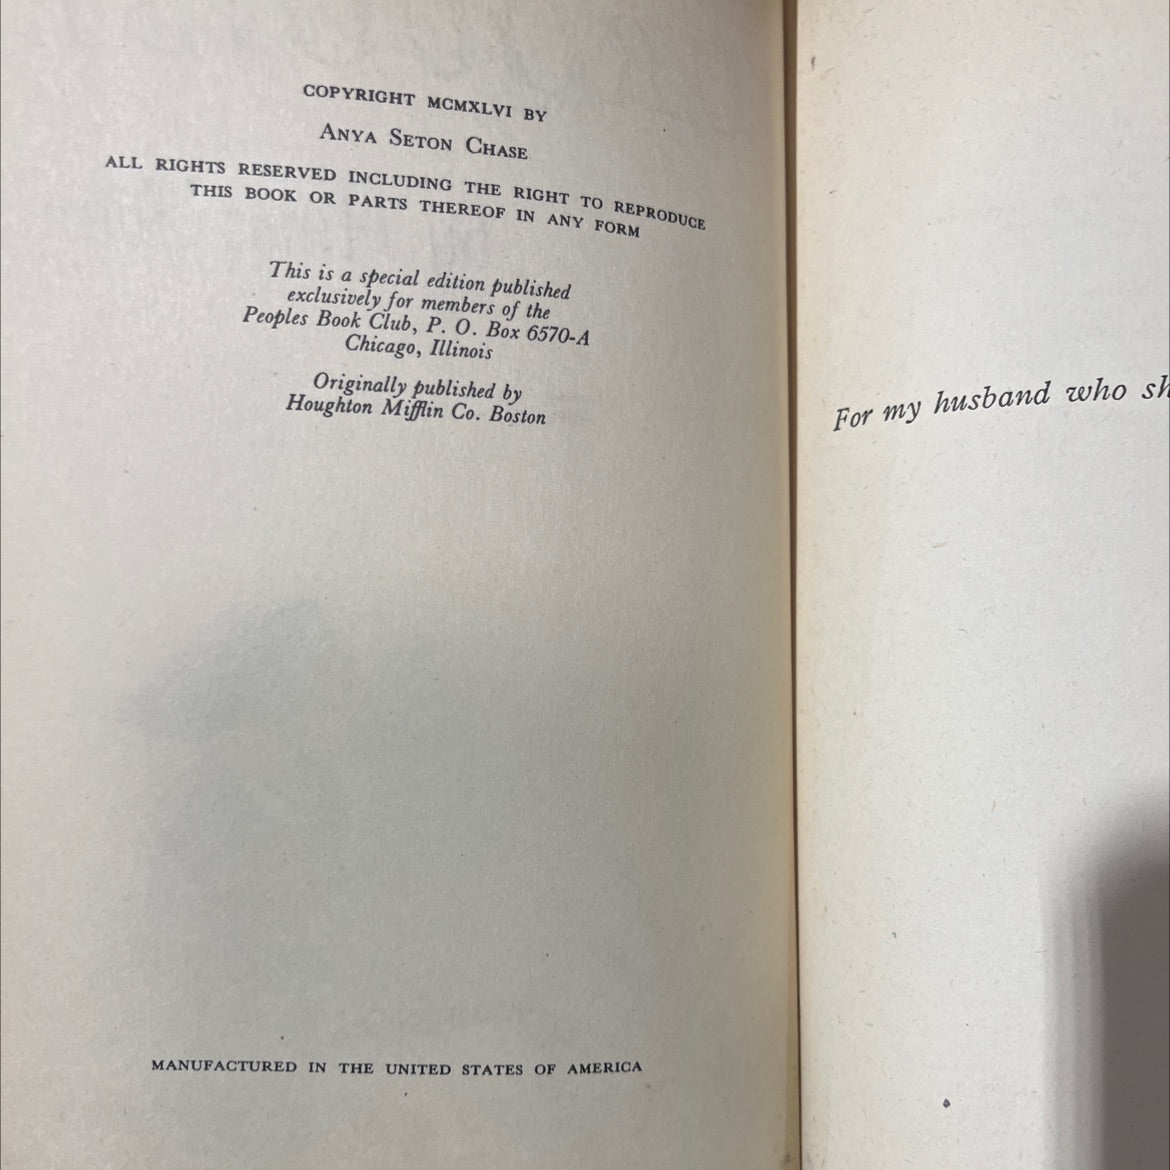 COPYRIGHT MCMXLVI BY
ANYA SETON CHASE
ALL RIGHTS RESERVED INCLUDING THE RIGHT TO REPRODUCE
THIS BOOK OR PARTS THEREOF IN ANY FORM
This is a special edition published
exclusively for members of the
Peoples Book Club, P. O. Box 6570-A
Chicago, Illinois
Originally published by
Houghton Mifflin Co. Boston
MANUFACTURED IN THE UNITED STATES OF AMERICA
For my husband who sh